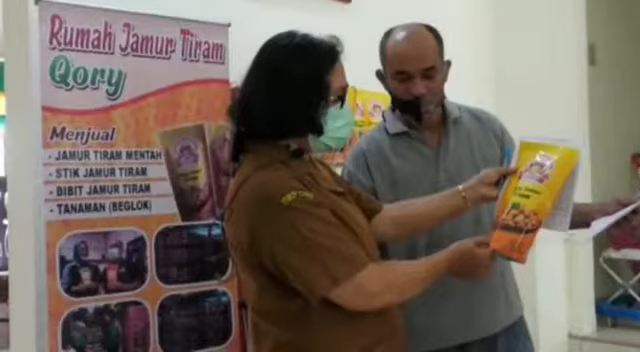 Rumah Jamur Tiram
Qory
Menjual
- JAMUR TIRAM MENTAH
- STIK JAMUR TIRAM
- BIBIT JAMUR TIRAM
- TANAMAN (BEGLOK)